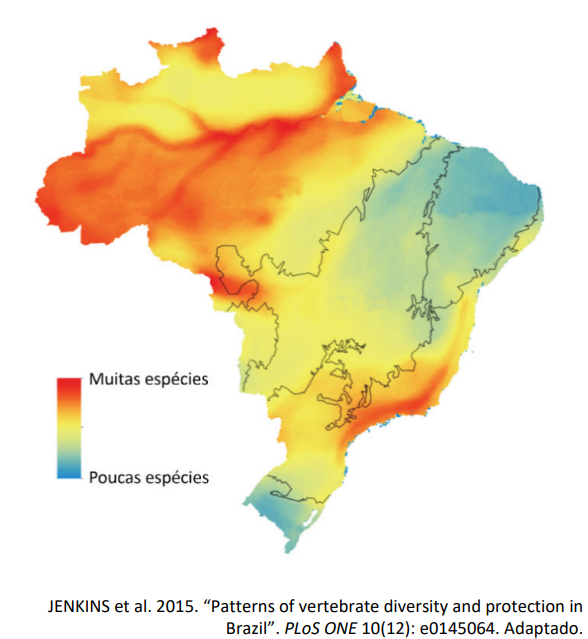 Muitas espécies
Poucas espécies
JENKINS et al. 2015. “Patterns of vertebrate diversity and protection in
Brazil”. PLoS ONE 10(12): e0145064. Adaptado.